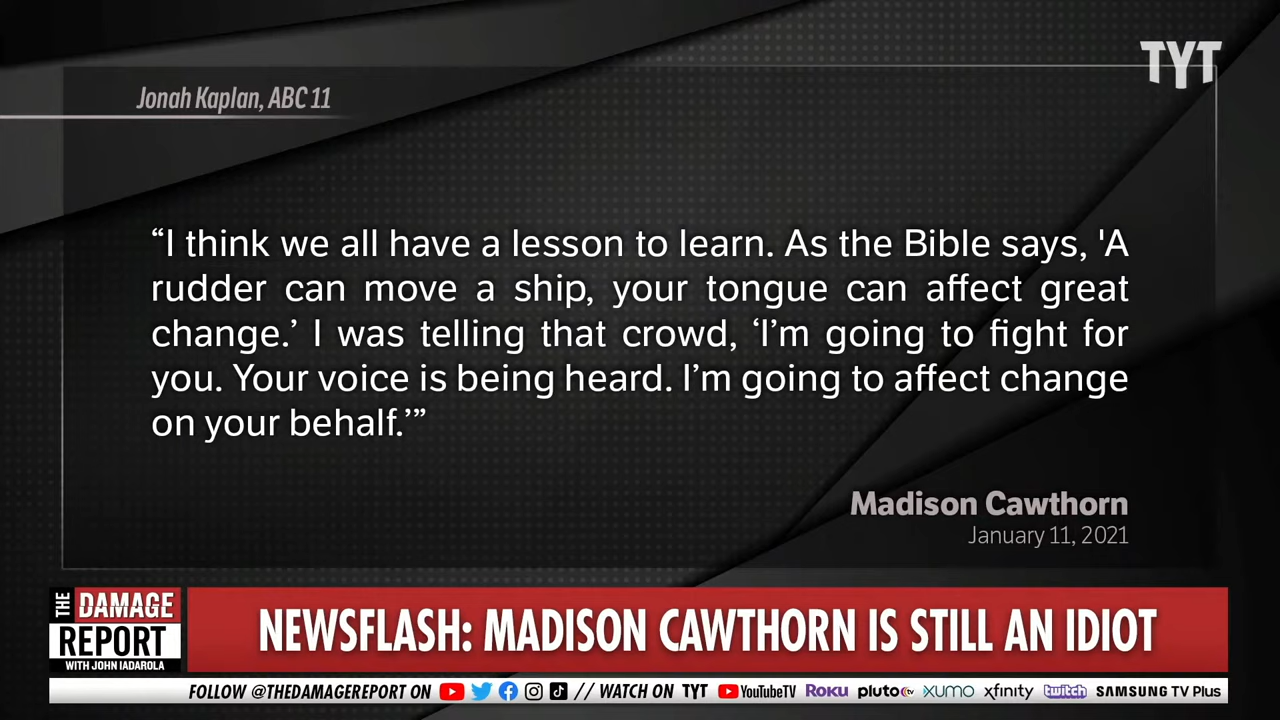 TYT
Jonah Kaplan, ABC 11
“I think we all have a lesson to learn. As the Bible says, 'A
rudder can move a ship, your tongue can affect great
change.’ I was telling that crowd, ‘I’m going to fight for
you. Your voice is being heard. I’m going to affect change
on your behalf.’”
Madison Cawthorn
January 11, 2021
THE DAMAGE
REPORT
WITH JOHN IADAROLA
NEWSFLASH: MADISON CAWTHORN IS STILL AN IDIOT
FOLLOW @THEDAMAGEREPORT ON // WATCH ON TYT YouTubeTV Roku pluto tv xumo xfinity twitch SAMSUNG TV Plus